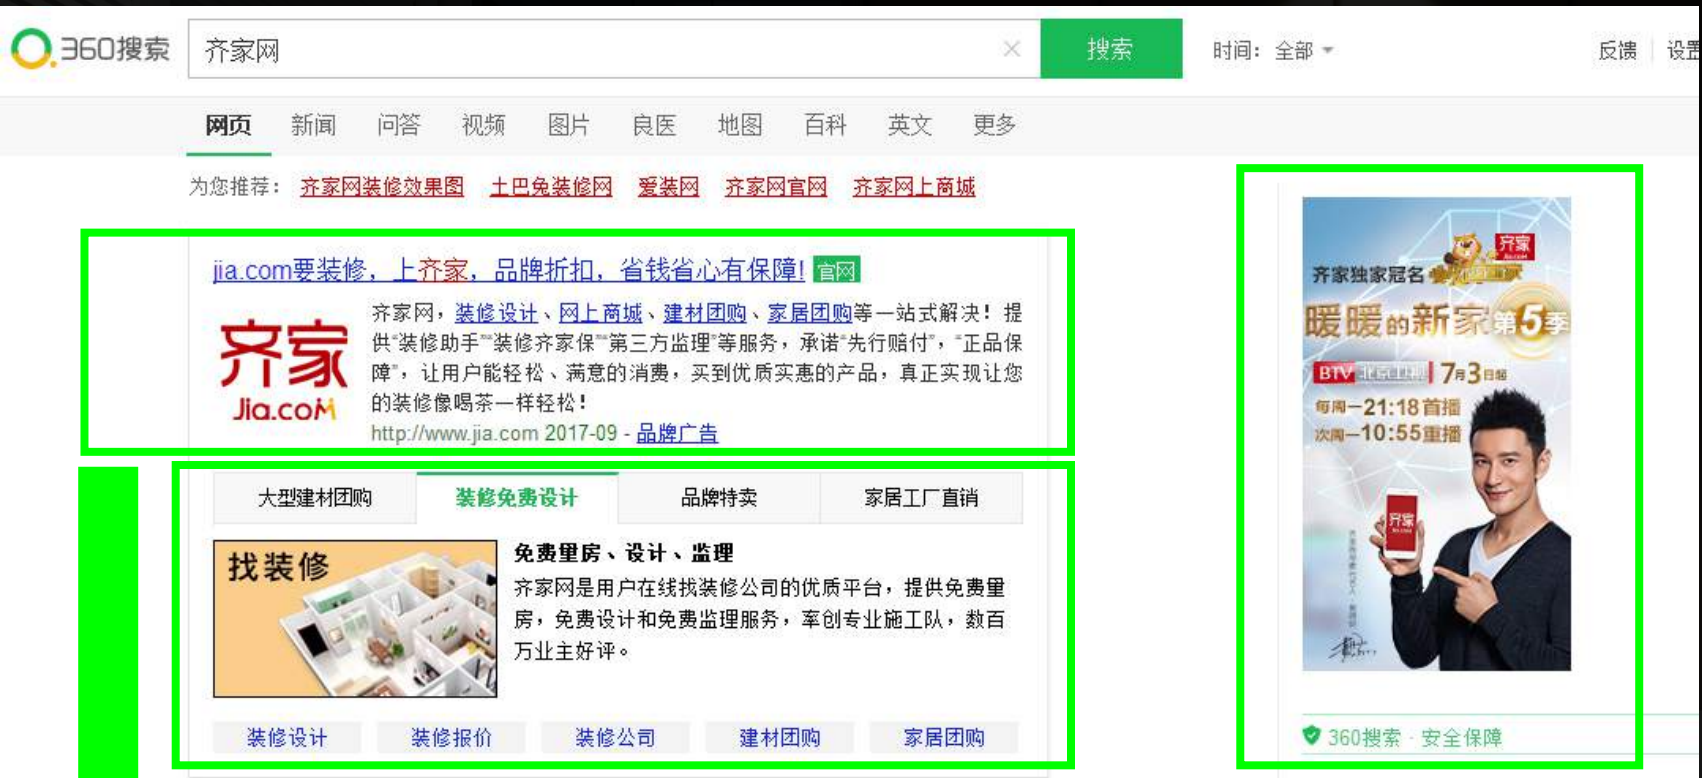 360搜索
齐家网
搜索
时间：全部
反馈
设置
网页 新闻 问答 视频 图片 良医 地图 百科 英文 更多
为您推荐： 齐家网装修效果图 土巴兔装修网 爱装网 齐家网官网 齐家网上商城
jia.com要装修，上齐家，品牌折扣，省钱省心有保障! 官网
齐家
Jia.com
齐家网，装修设计、网上商城、建材团购、家居团购等一站式解决！提
供“装修助手”“装修齐家保”“第三方监理”等服务，承诺“先行赔付”，“正品保
障”，让用户能轻松、满意的消费，买到优质实惠的产品，真正实现让您
的装修像喝茶一样轻松！
http://www.jia.com 2017-09 - 品牌广告
大型建材团购 装修免费设计 品牌特卖 家居工厂直销
找装修
免费量房、设计、监理
齐家网是用户在线找装修公司的优质平台，提供免费量
房，免费设计和免费监理服务，率创专业施工队，数百
万业主好评。
装修设计 装修报价 装修公司 建材团购 家居团购
齐家
齐家独家冠名
暖暖的新家 第5季
BTV 北京卫视 7月3日起
每周一21:18首播
次周一10:55重播
齐家
360搜索 · 安全保障